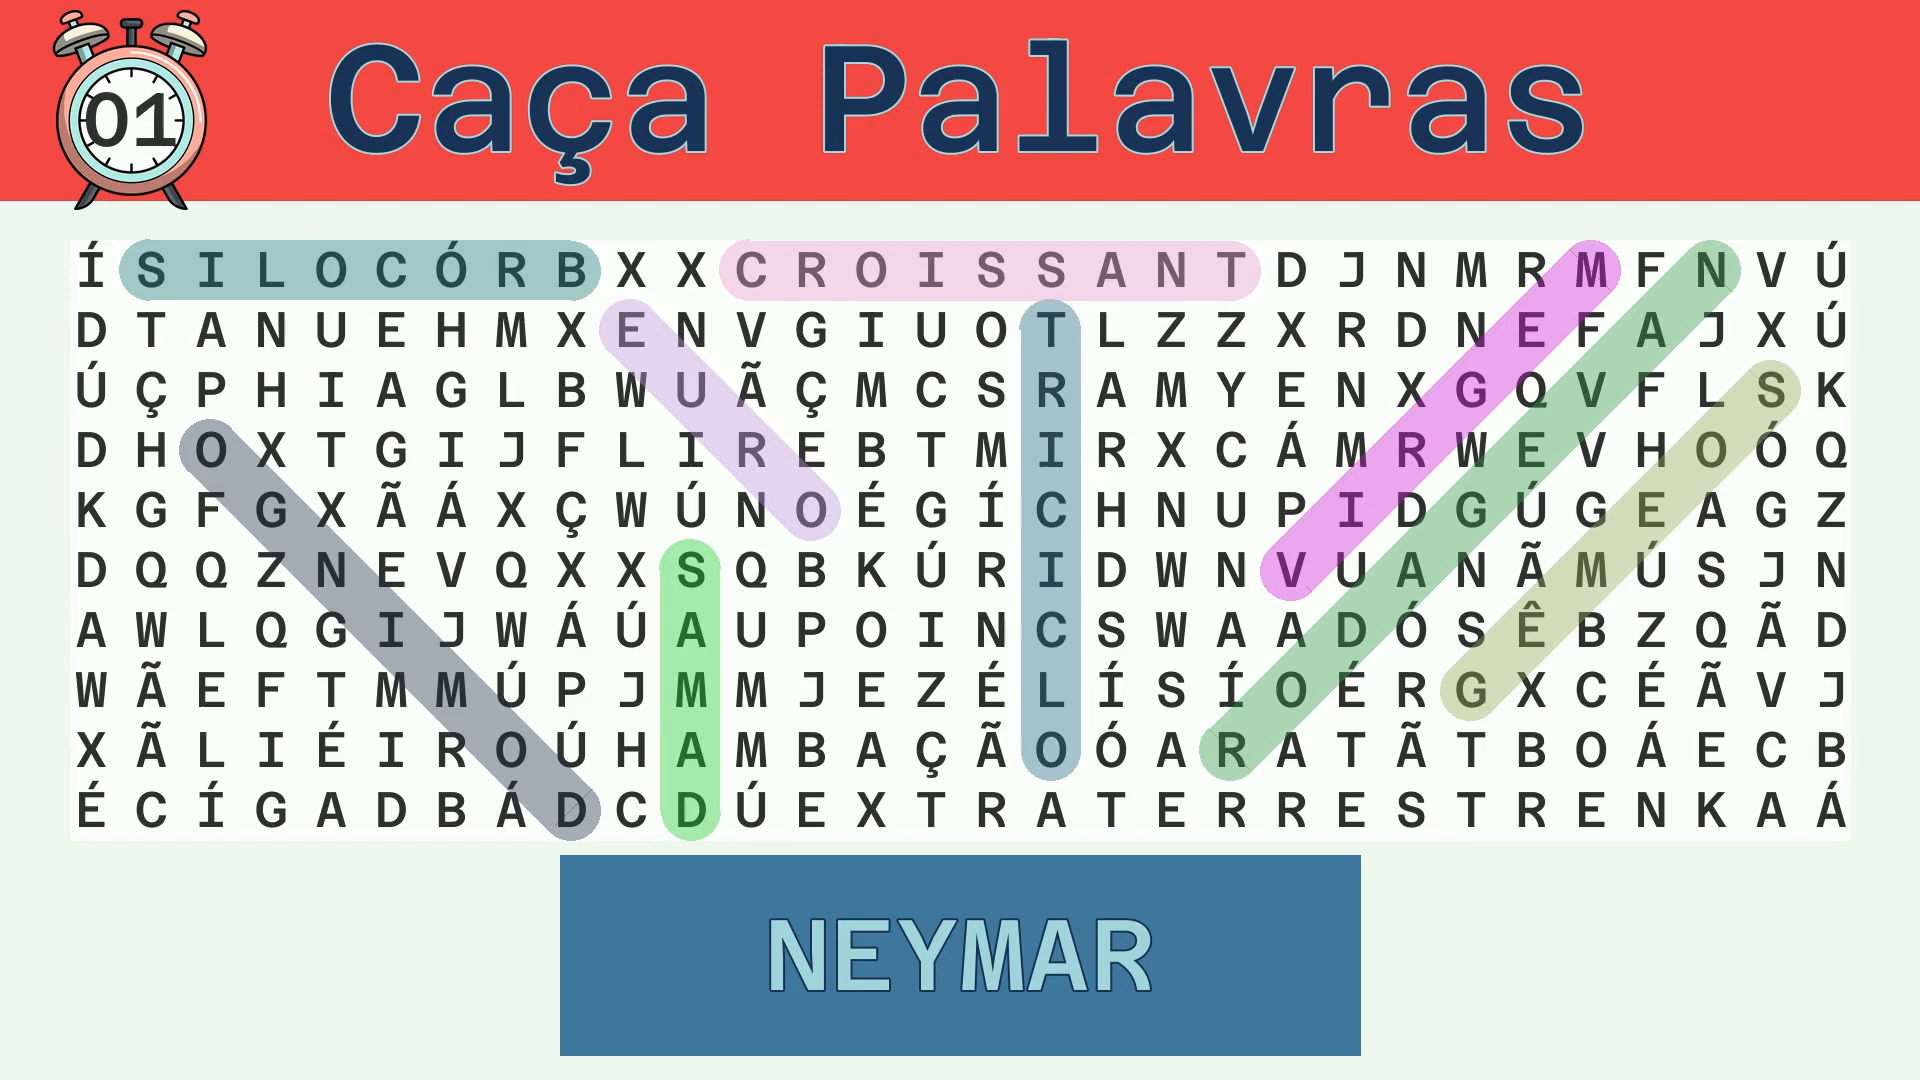 01
Caça Palavras
Í S I L O C Ó R B X X C R O I S S A N T D J N M R M F N V Ú
D T A N U E H M X E N V G I U O T L Z Z X R D N E F A J X Ú
Ú Ç P H I A G L B W U Ã Ç M C S R A M Y E N X G Q V F L S K
D H O X T G I J F L I R E B T M I R X C Á M R W E V H O Ó Q
K G F G X Ã Á X Ç W Ú N O É G Í C H N U P I D G Ú G E A G Z
D Q Q Z N E V Q X X S Q B K Ú R I D W N V U A N Ã M Ú S J N
A W L Q G I J W Á Ú A U P O I N C S W A A D Ó S Ê B Z Q Ã D
W Ã E F T M M Ú P J M M J E Z É L Í S Í O É R G X C É Ã V J
X Ã L I É I R O Ú H A M B A Ç Ã O Ó A R A T Ã T B O Á E C B
É C Í G A D B Á D C D Ú E X T R A T E R R E S T R E N K A Á
NEYMAR